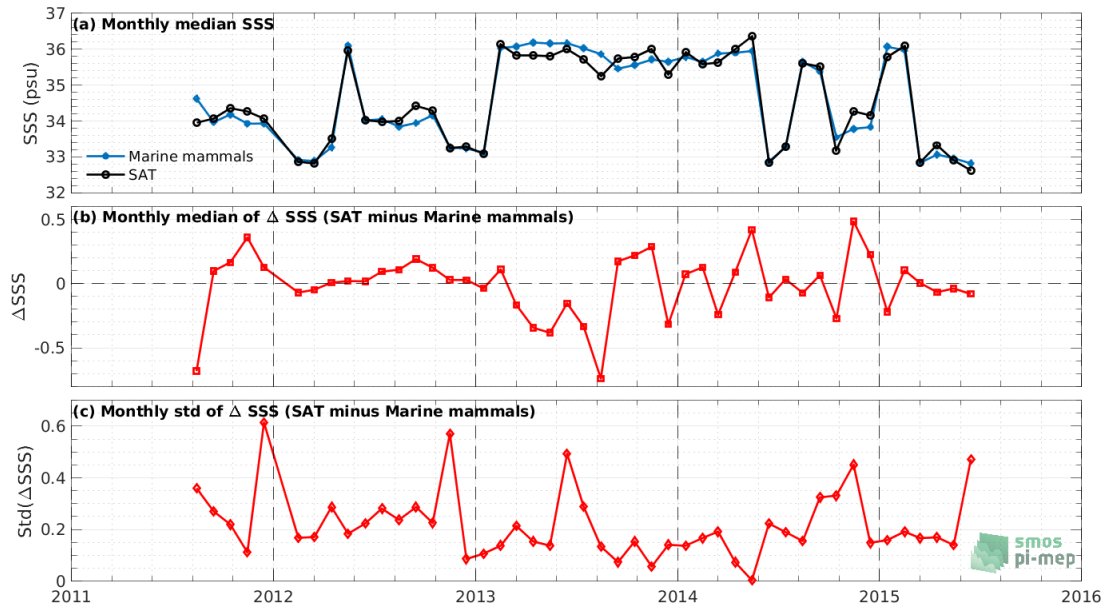 (a) Monthly median SSS
SSS (psu)
37
36
35
34
33
32
Marine mammals
SAT
(b) Monthly median of Δ SSS (SAT minus Marine mammals)
ΔSSS
0.5
0
-0.5
(c) Monthly std of Δ SSS (SAT minus Marine mammals)
Std(ΔSSS)
0.6
0.4
0.2
0
2011 2012 2013 2014 2015 2016
smos
pi-mep